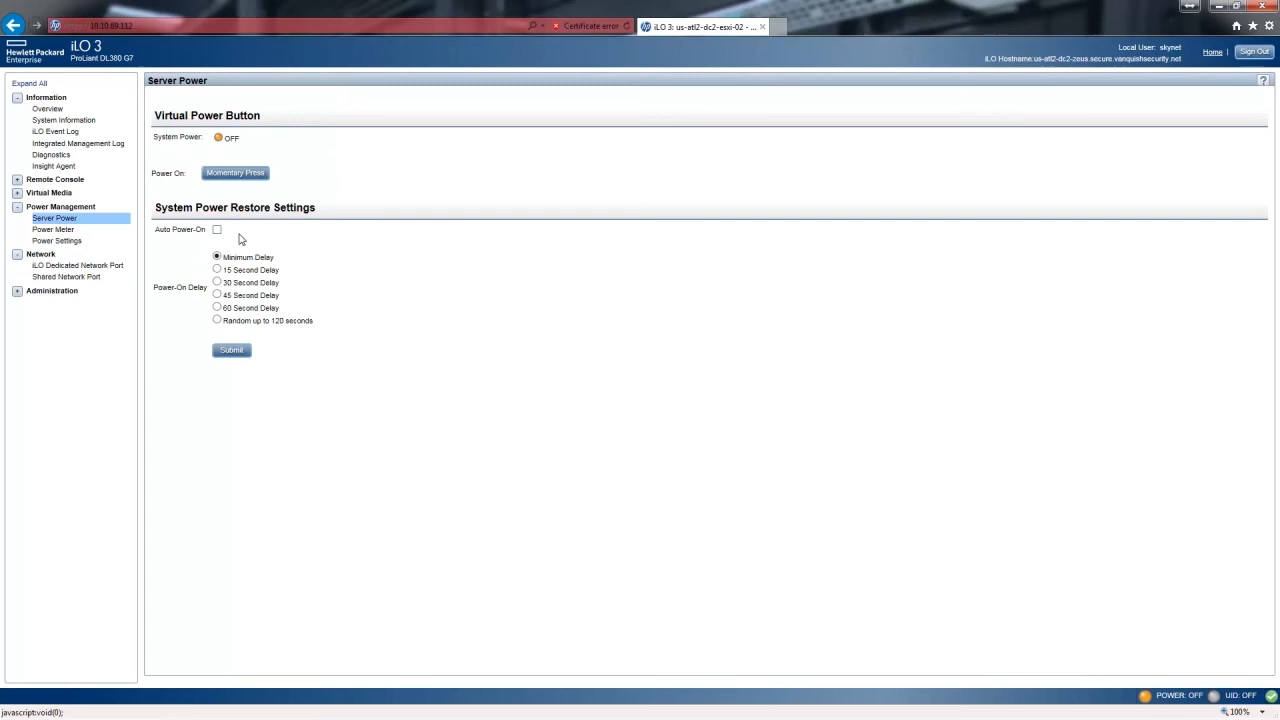 10.10.69.112
Certificate error
iLO 3: us-atl2-dc2-esxi-02 - ...
Hewlett Packard
Enterprise
iLO 3
ProLiant DL380 G7
Local User: skynet
iLO Hostname:us-atl2-dc2-zeus.secure.vanquishsecurity.net
Home |
Sign Out
Expand All
Information
Overview
System Information
iLO Event Log
Integrated Management Log
Diagnostics
Insight Agent
Remote Console
Virtual Media
Power Management
Server Power
Power Meter
Power Settings
Network
iLO Dedicated Network Port
Shared Network Port
Administration
Server Power
?
Virtual Power Button
System Power: OFF
Power On: Momentary Press
System Power Restore Settings
Auto Power-On
Power-On Delay
Minimum Delay
15 Second Delay
30 Second Delay
45 Second Delay
60 Second Delay
Random up to 120 seconds
Submit
POWER: OFF
UID: OFF
javascript:void(0);
100%